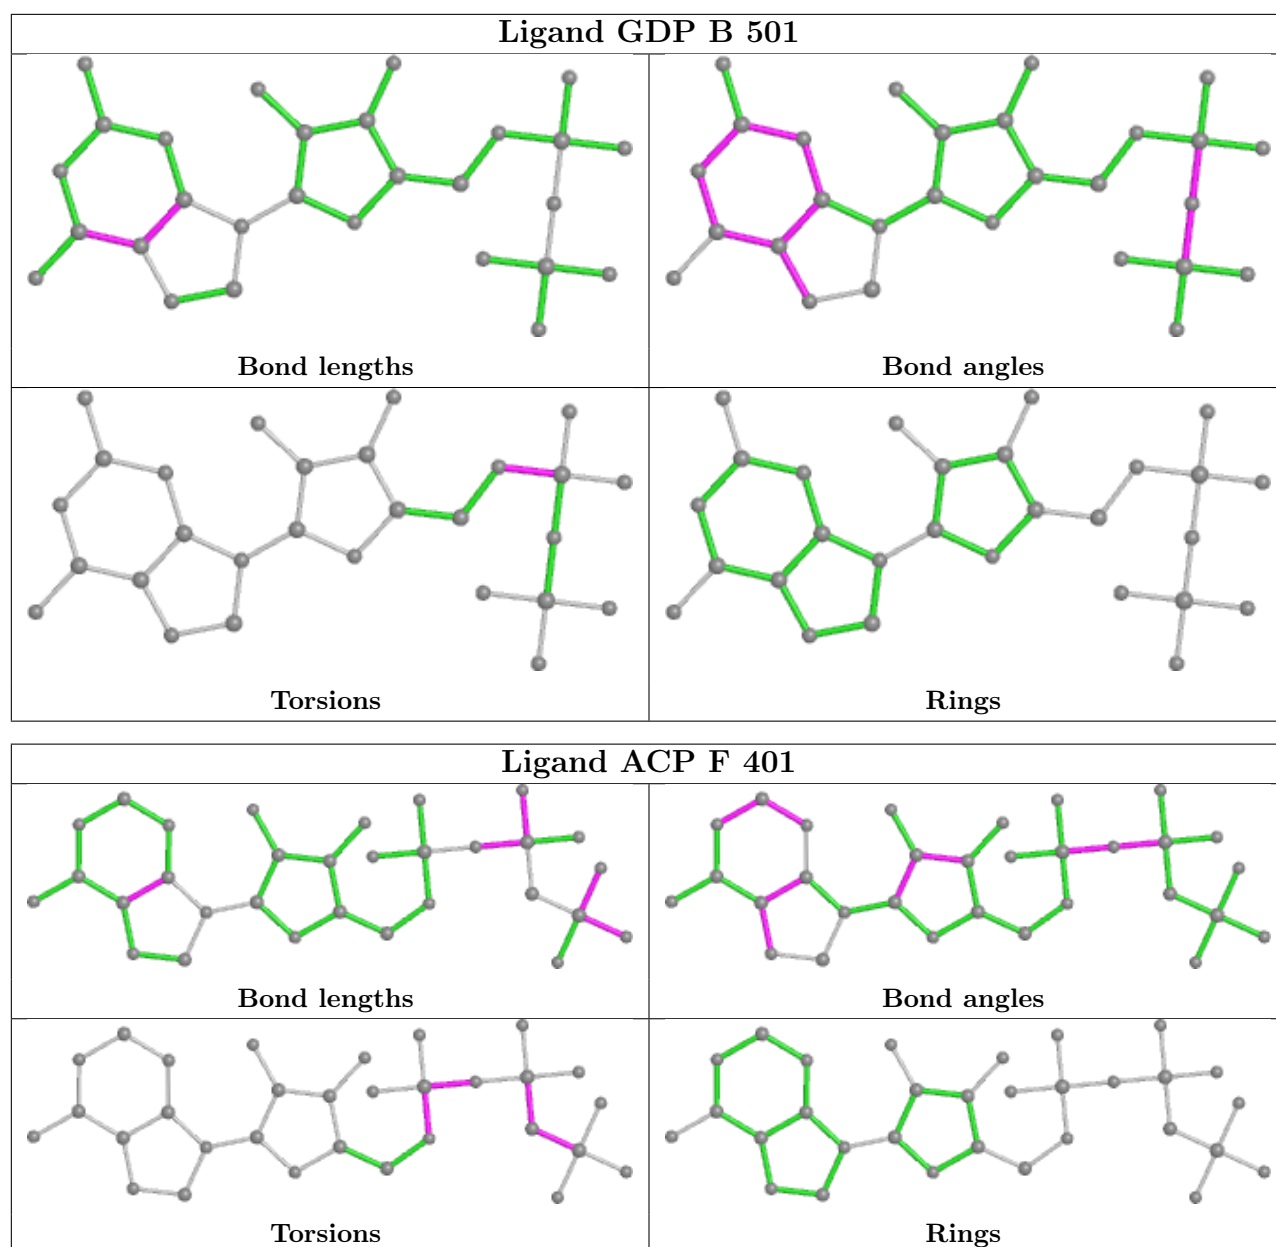 Ligand GDP B 501
Bond lengths
Bond angles
Torsions
Rings
Ligand ACP F 401
Bond lengths
Bond angles
Torsions
Rings